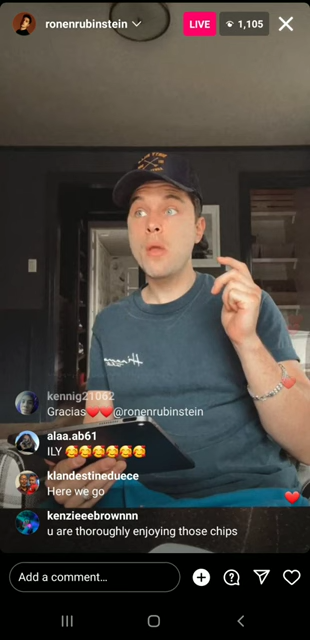 ronenrubinstein
LIVE
1,105
kennig21062
Gracias❤️❤️@ronenrubinstein
alaa.ab61
ILY 🥰🥰🥰🥰🥰🥰
klandestineduece
Here we go
kenzieeebrownnn
u are thoroughly enjoying those chips
Add a comment...